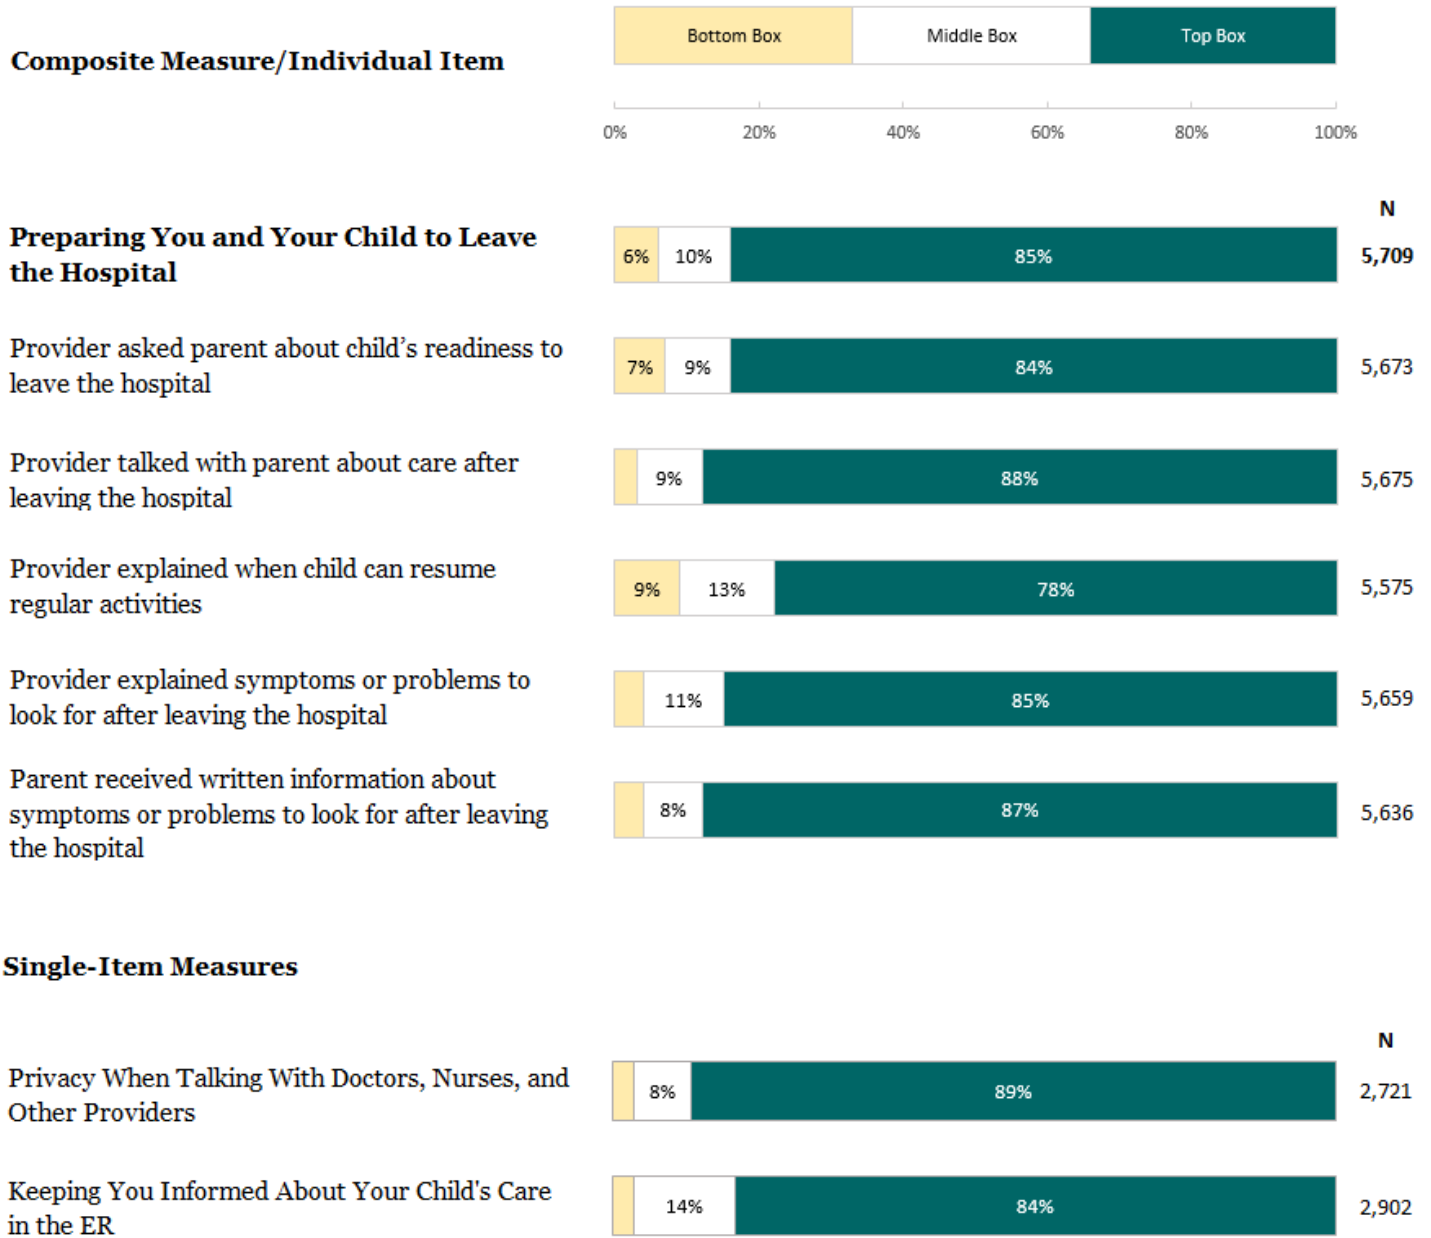 Composite Measure/Individual Item
Bottom Box Middle Box Top Box
0% 20% 40% 60% 80% 100%
N
Preparing You and Your Child to Leave
the Hospital
6% 10% 85% 5,709
Provider asked parent about child’s readiness to
leave the hospital
7% 9% 84% 5,673
Provider talked with parent about care after
leaving the hospital
9% 88% 5,675
Provider explained when child can resume
regular activities
9% 13% 78% 5,575
Provider explained symptoms or problems to
look for after leaving the hospital
11% 85% 5,659
Parent received written information about
symptoms or problems to look for after leaving
the hospital
8% 87% 5,636
Single-Item Measures
N
Privacy When Talking With Doctors, Nurses, and
Other Providers
8% 89% 2,721
Keeping You Informed About Your Child's Care
in the ER
14% 84% 2,902